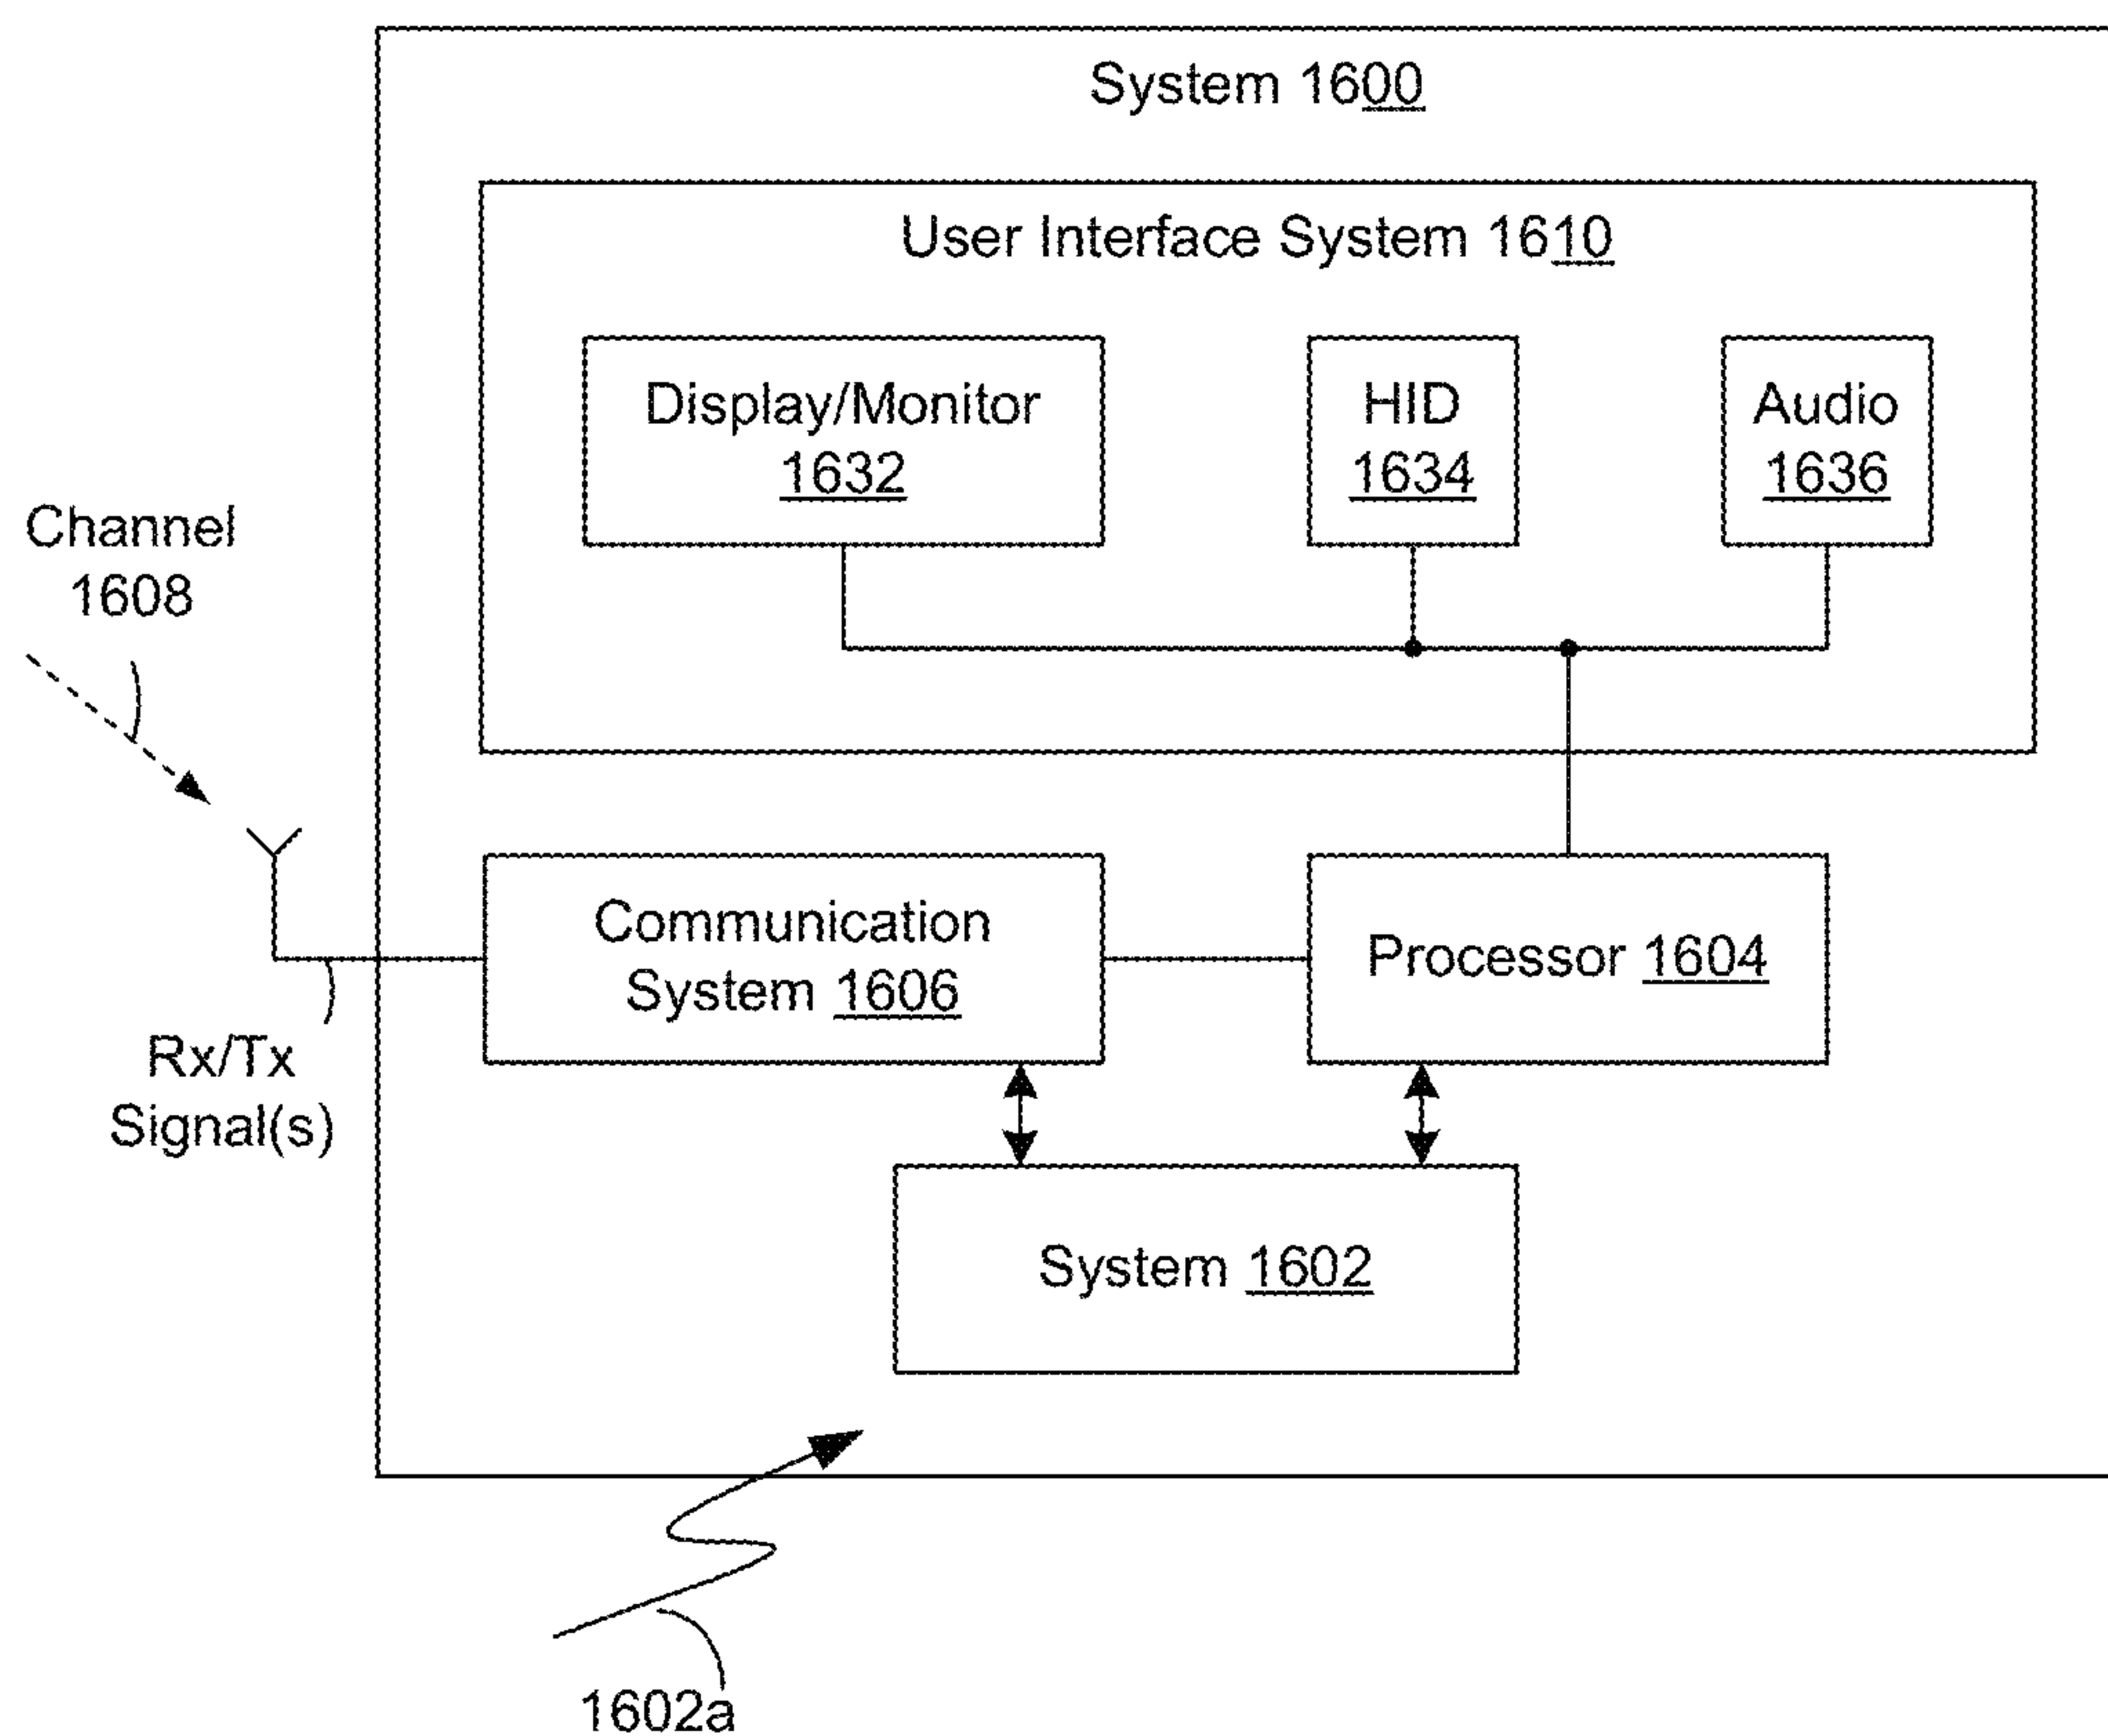 System 1600
User Interface System 1610
Display/Monitor
1632
HID
1634
Audio
1636
Channel
1608
Communication
System 1606
Processor 1604
Rx/Tx
Signal(s)
System 1602
1602a